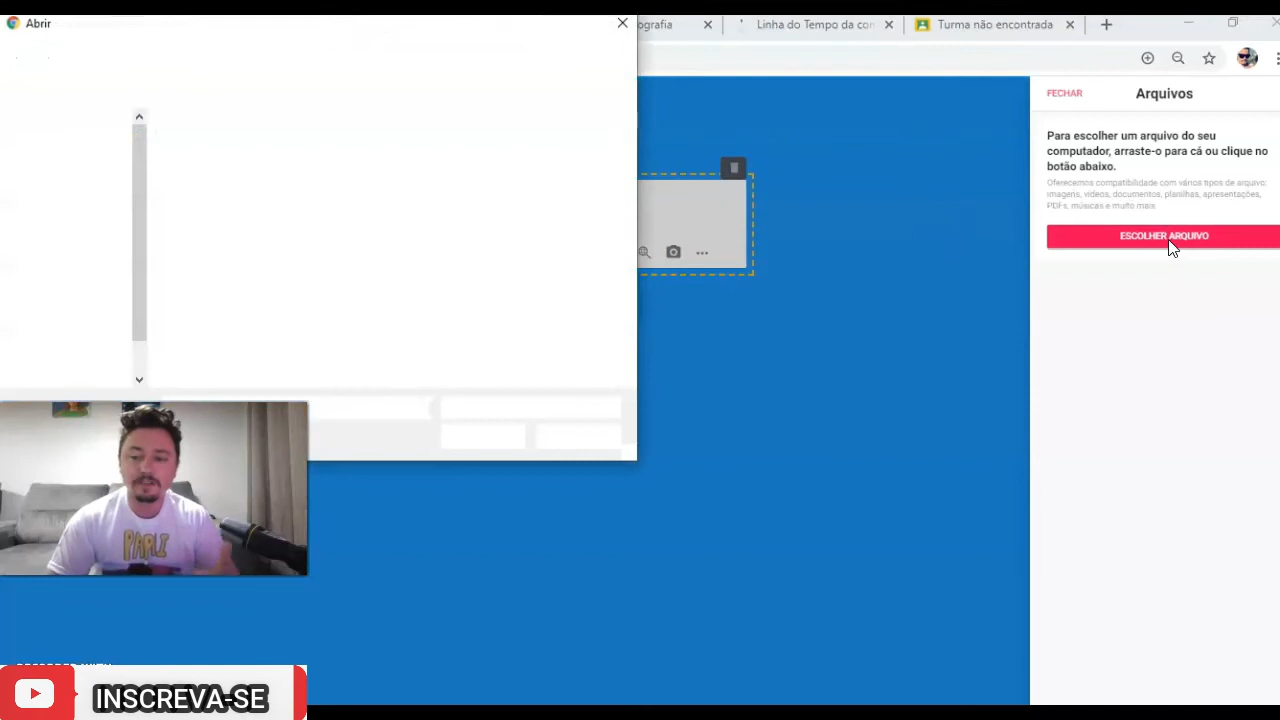 Abrir
ografia
Linha do Tempo da con
Turma não encontrada
FECHAR
Arquivos
Para escolher um arquivo do seu
computador, arraste-o para cá ou clique no
botão abaixo.
Oferecemos compatibilidade com vários tipos de arquivo:
imagens, vídeos, documentos, planilhas, apresentações,
PDFs, músicas e muito mais
ESCOLHER ARQUIVO
PAPLI
INSCREVA-SE